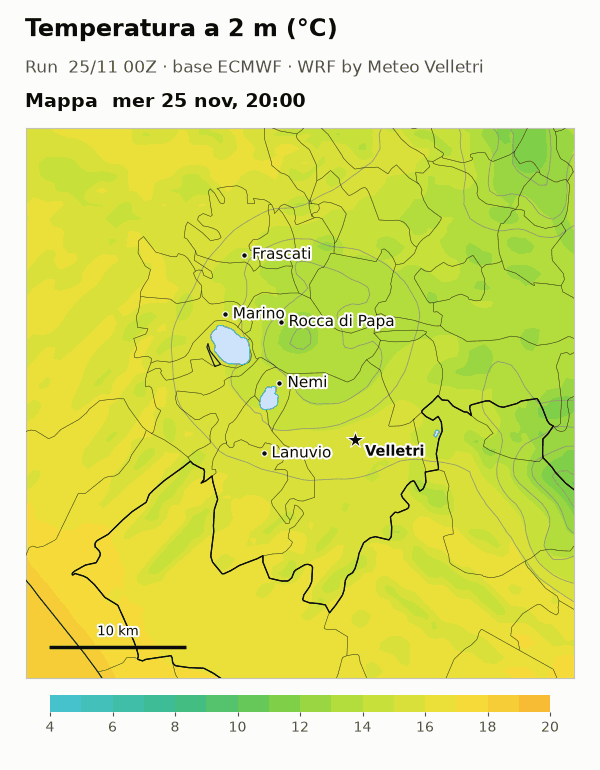 Temperatura a 2 m (°C)
Run  25/11 00Z · base ECMWF · WRF by Meteo Velletri
Mappa  mer 25 nov, 20:00
Frascati
Marino
Rocca di Papa
Nemi
Velletri
Lanuvio
10 km
4 6 8 10 12 14 16 18 20